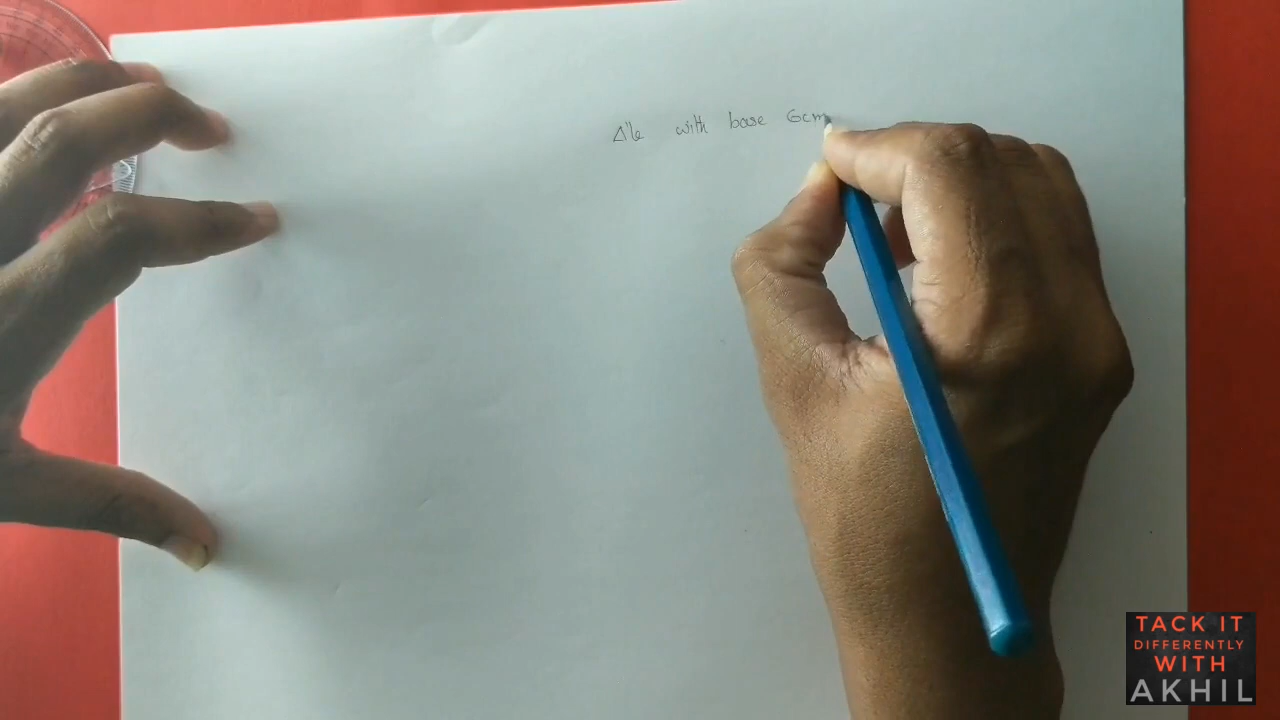 Δ'le with base 6cm
TACK IT
DIFFERENTLY
WITH
AKHIL